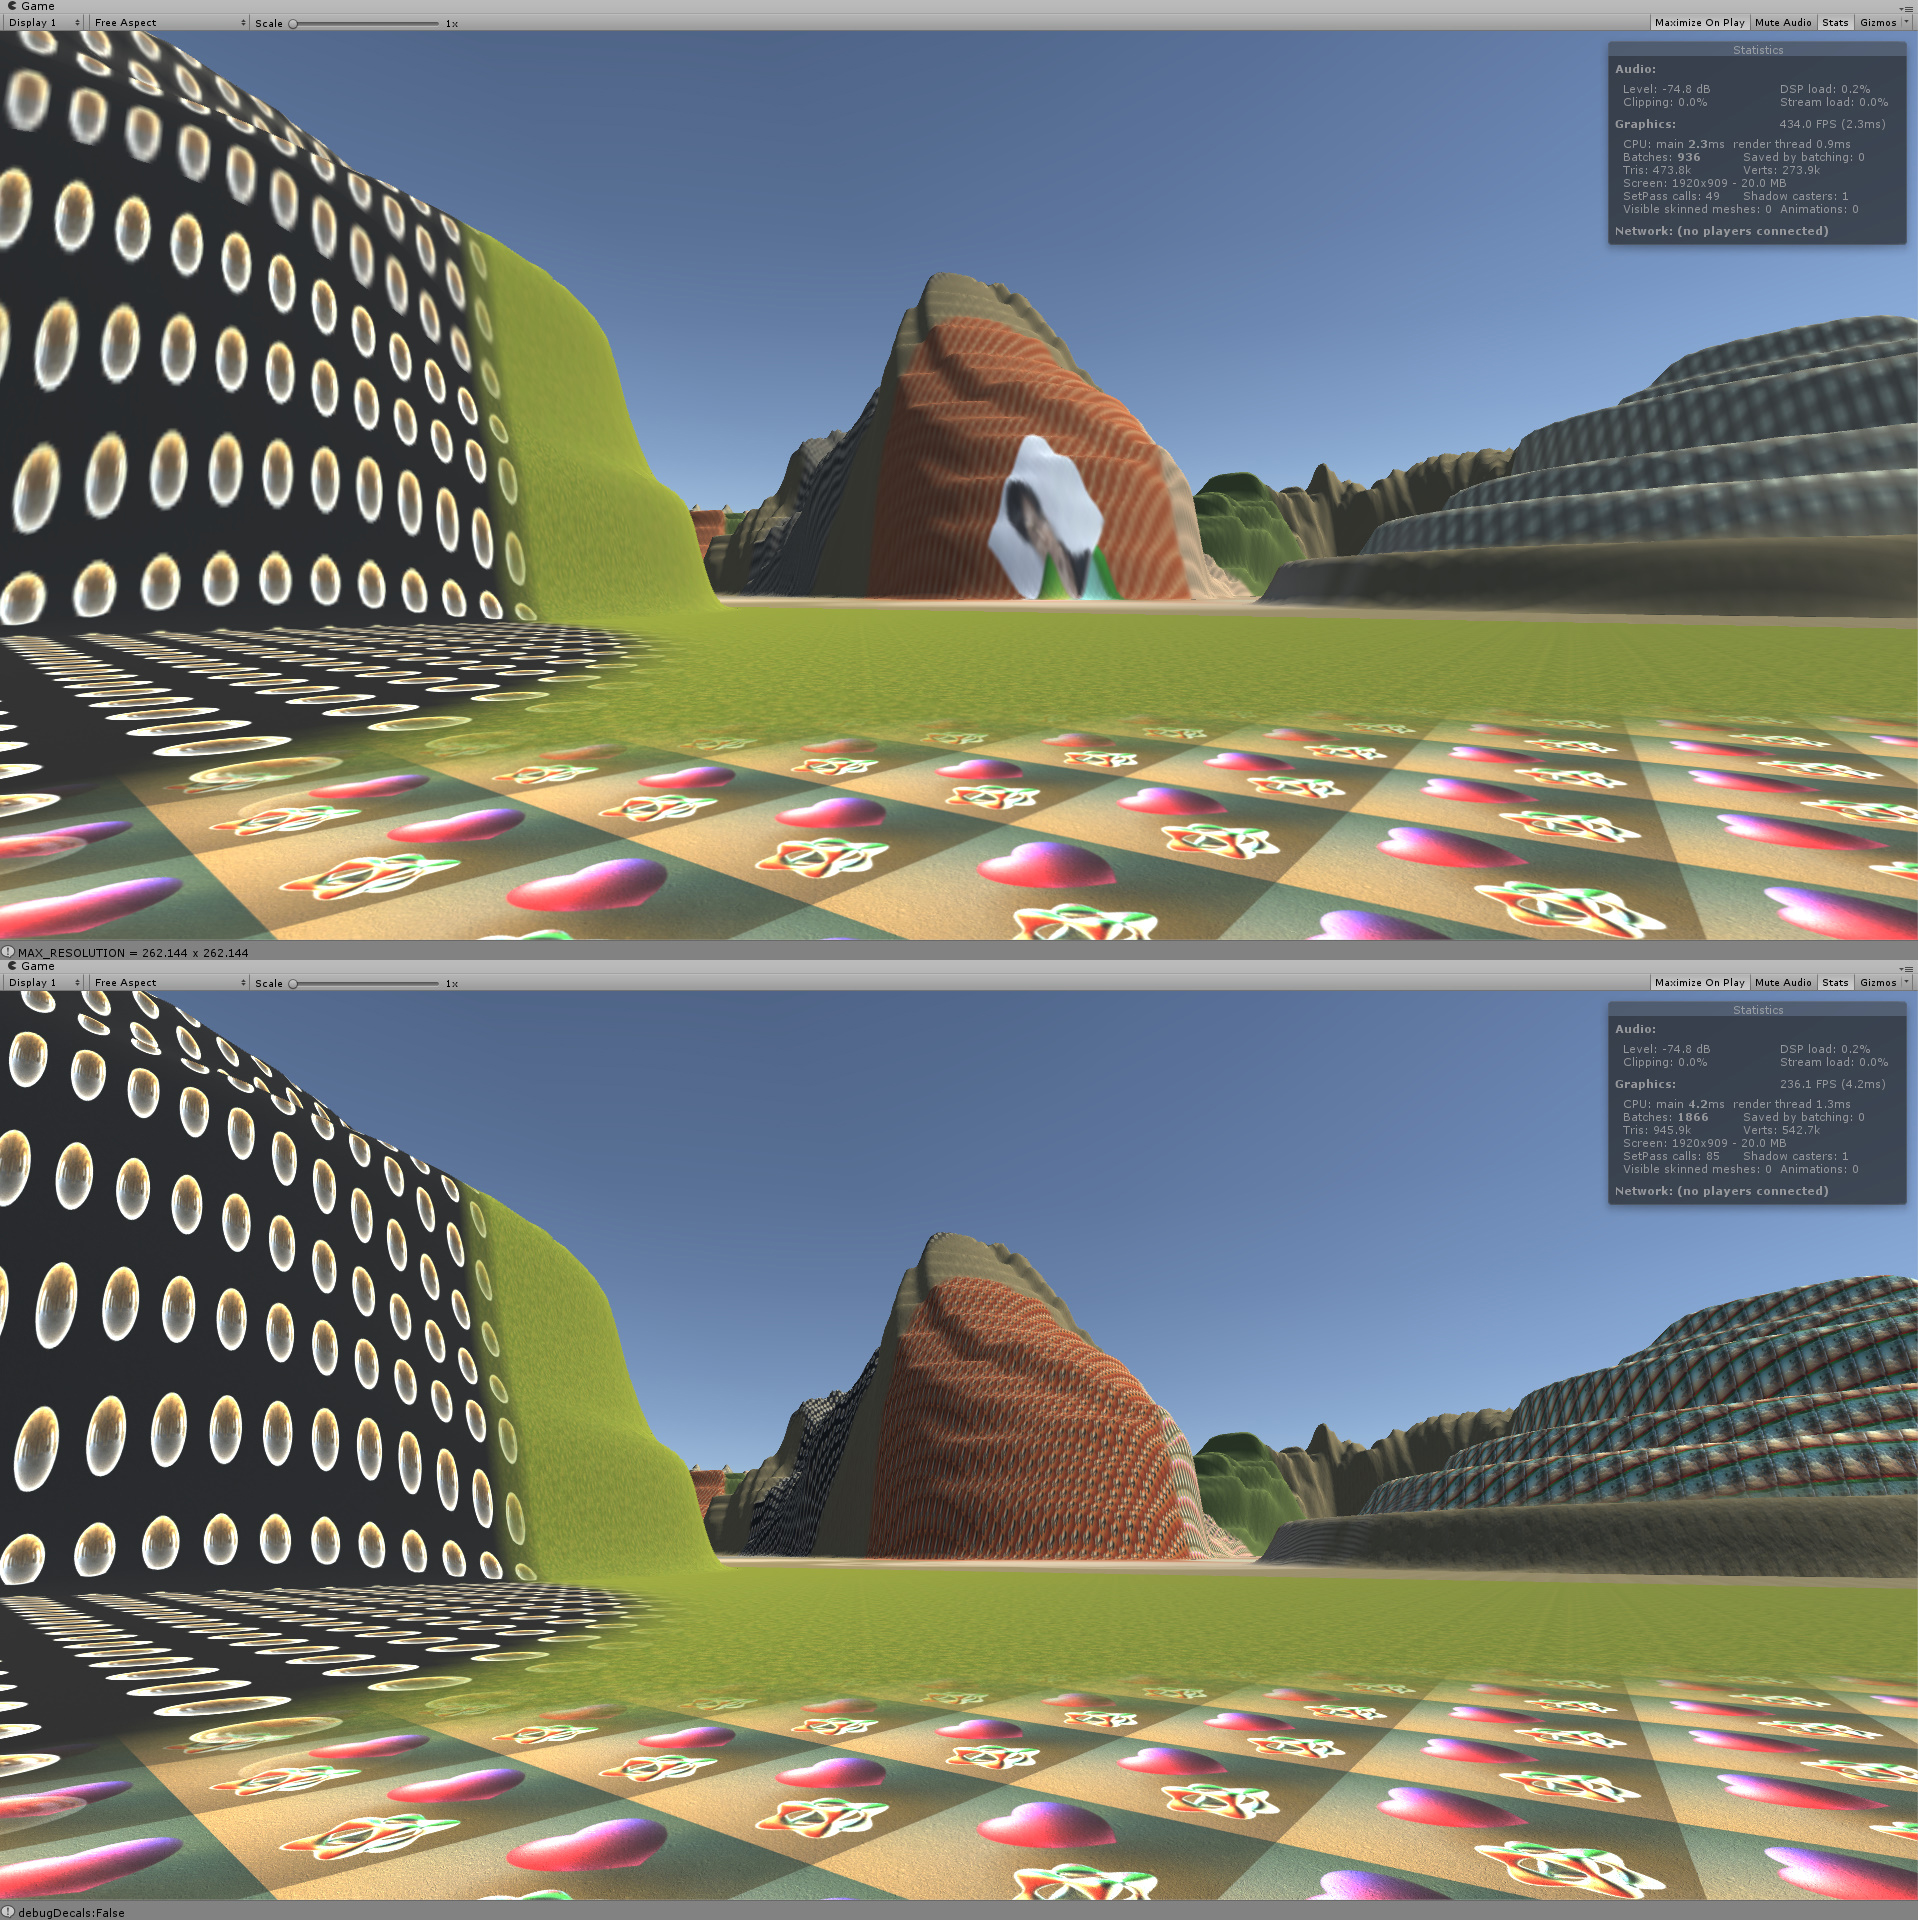 Game
Display 1 Free Aspect Scale 1x Maximize On Play Mute Audio Stats Gizmos
Statistics
Audio:
Level: -74.8 dB DSP load: 0.2%
Clipping: 0.0% Stream load: 0.0%
Graphics: 434.0 FPS (2.3ms)
CPU: main 2.3ms render thread 0.9ms
Batches: 936 Saved by batching: 0
Tris: 473.8k Verts: 273.9k
Screen: 1920x909 - 20.0 MB
SetPass calls: 49 Shadow casters: 1
Visible skinned meshes: 0 Animations: 0
Network: (no players connected)
MAX_RESOLUTION = 262.144 x 262.144
Game
Display 1 Free Aspect Scale 1x Maximize On Play Mute Audio Stats Gizmos
Statistics
Audio:
Level: -74.8 dB DSP load: 0.2%
Clipping: 0.0% Stream load: 0.0%
Graphics: 236.1 FPS (4.2ms)
CPU: main 4.2ms render thread 1.3ms
Batches: 1866 Saved by batching: 0
Tris: 945.9k Verts: 542.7k
Screen: 1920x909 - 20.0 MB
SetPass calls: 85 Shadow casters: 1
Visible skinned meshes: 0 Animations: 0
Network: (no players connected)
debugDecals:False